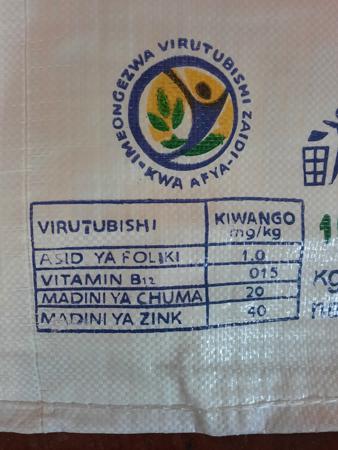 IMEONGEZWA VIRUTUBISHI ZAIDI
KWA AFYA
VIRUTUBISHI KIWANGO mg/kg
ASID YA FOLIKI 1.0
VITAMIN B12 015
MADINI YA CHUMA 20
MADINI YA ZINK 40
kg